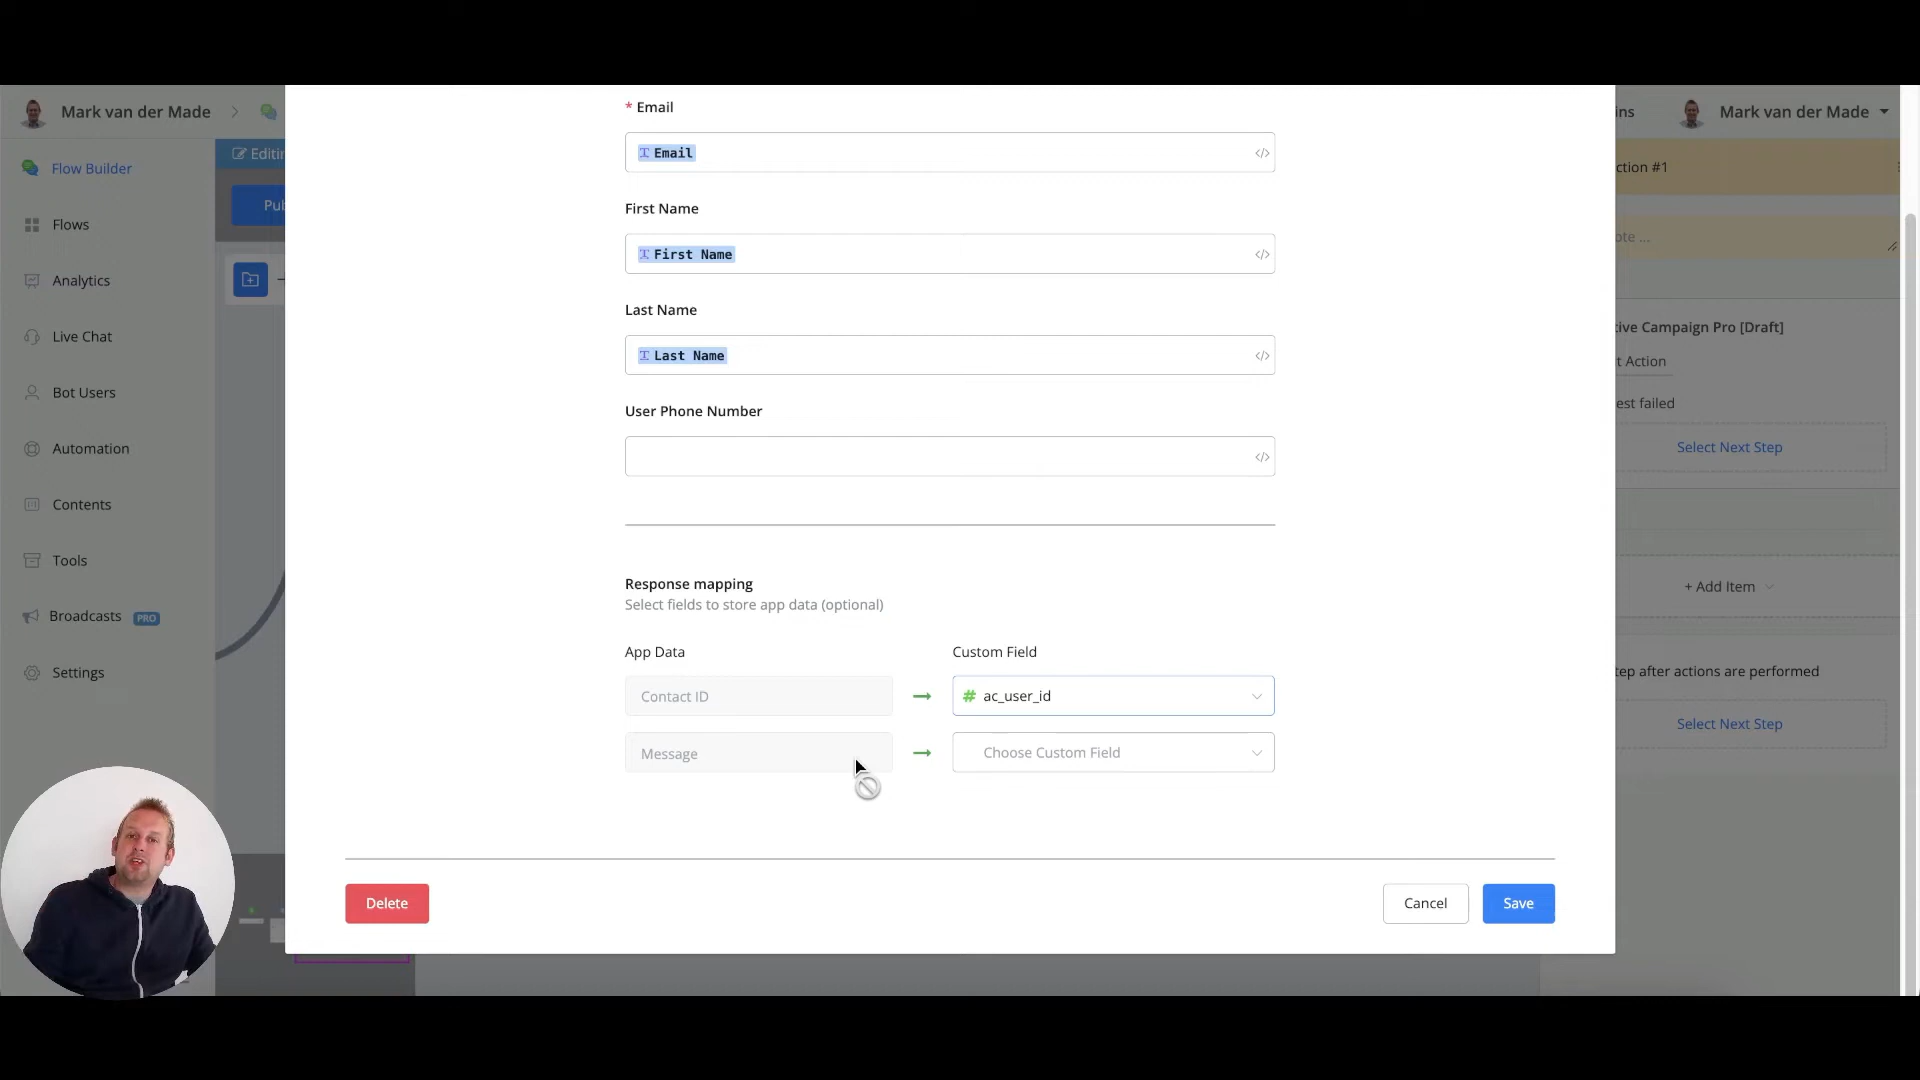 Mark van der Made
Flow Builder
Flows
Analytics
Live Chat
Bot Users
Automation
Contents
Tools
Broadcasts PRO
Settings
Editin
Pub
* Email
Email
First Name
First Name
Last Name
Last Name
User Phone Number
Response mapping
Select fields to store app data (optional)
App Data Custom Field
Contact ID # ac_user_id
Message Choose Custom Field
Delete
Cancel Save
ins
Mark van der Made
ction #1
ote ...
tive Campaign Pro [Draft]
t Action
est failed
Select Next Step
+ Add Item
tep after actions are performed
Select Next Step